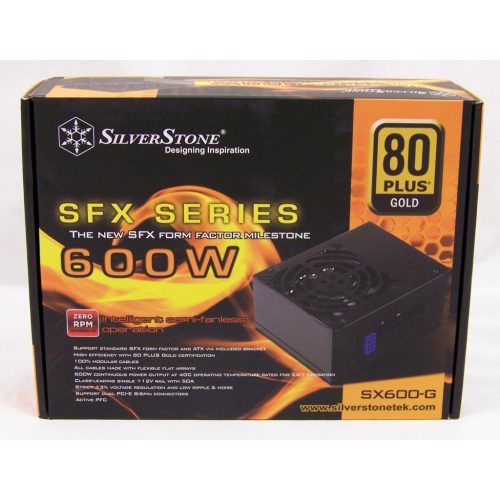 SILVERSTONE®
Designing Inspiration
80
PLUS®
GOLD
SFX SERIES
THE NEW SFX FORM FACTOR MILESTONE
600W
ZERO
RPM
Intelligent semi-fanless
operation
SUPPORT STANDARD SFX FORM FACTOR AND ATX VIA INCLUDED BRACKET
HIGH EFFICIENCY WITH 80 PLUS GOLD CERTIFICATION
100% MODULAR CABLES
ALL CABLES MADE WITH FLEXIBLE FLAT ARRAYS
600W CONTINUOUS POWER OUTPUT AT 40C OPERATING TEMPERATURE RATED FOR 24/7 OPERATION
CLASS-LEADING SINGLE +12V RAIL WITH 50A
STRICT ±3% VOLTAGE REGULATION AND LOW RIPPLE & NOISE
SUPPORT DUAL PCI-E 8/6PIN CONNECTORS
ACTIVE PFC
SX600-G
www.silverstonetek.com